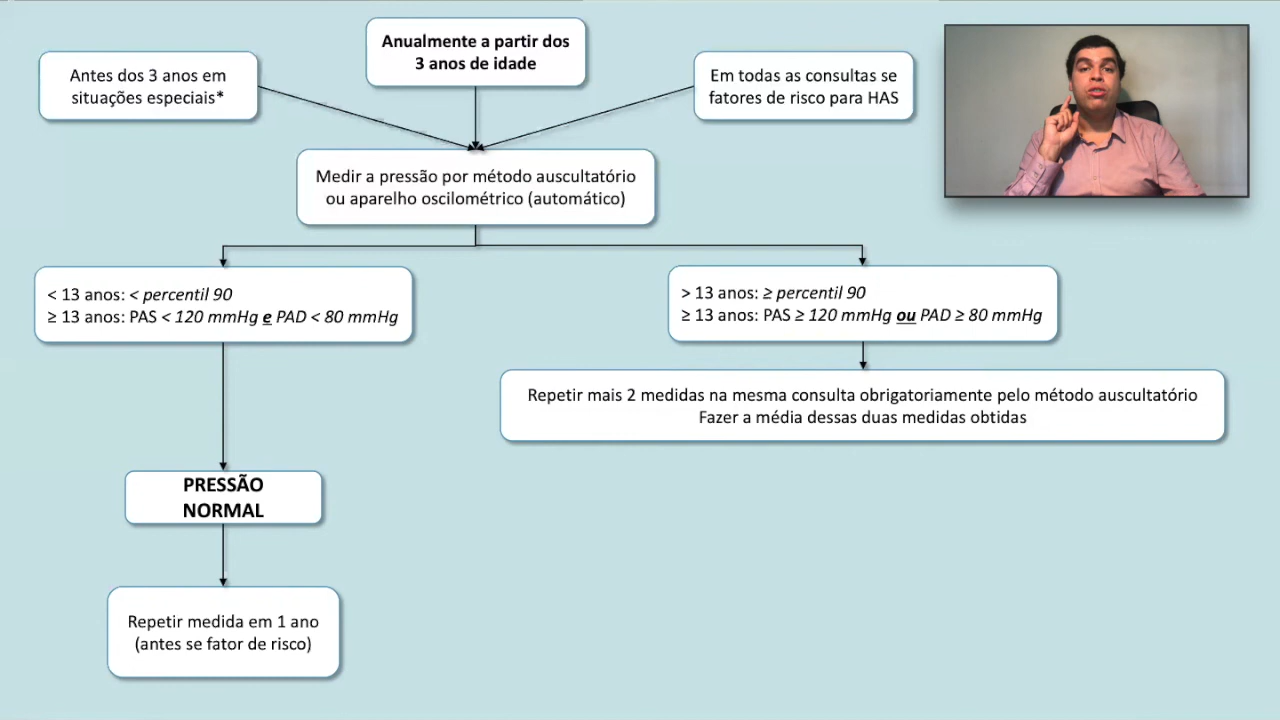 Anualmente a partir dos
3 anos de idade
Antes dos 3 anos em
situações especiais*
Em todas as consultas se
fatores de risco para HAS
Medir a pressão por método auscultatório
ou aparelho oscilométrico (automático)
< 13 anos: < percentil 90
≥ 13 anos: PAS < 120 mmHg e PAD < 80 mmHg
> 13 anos: ≥ percentil 90
≥ 13 anos: PAS ≥ 120 mmHg ou PAD ≥ 80 mmHg
Repetir mais 2 medidas na mesma consulta obrigatoriamente pelo método auscultatório
Fazer a média dessas duas medidas obtidas
PRESSÃO
NORMAL
Repetir medida em 1 ano
(antes se fator de risco)